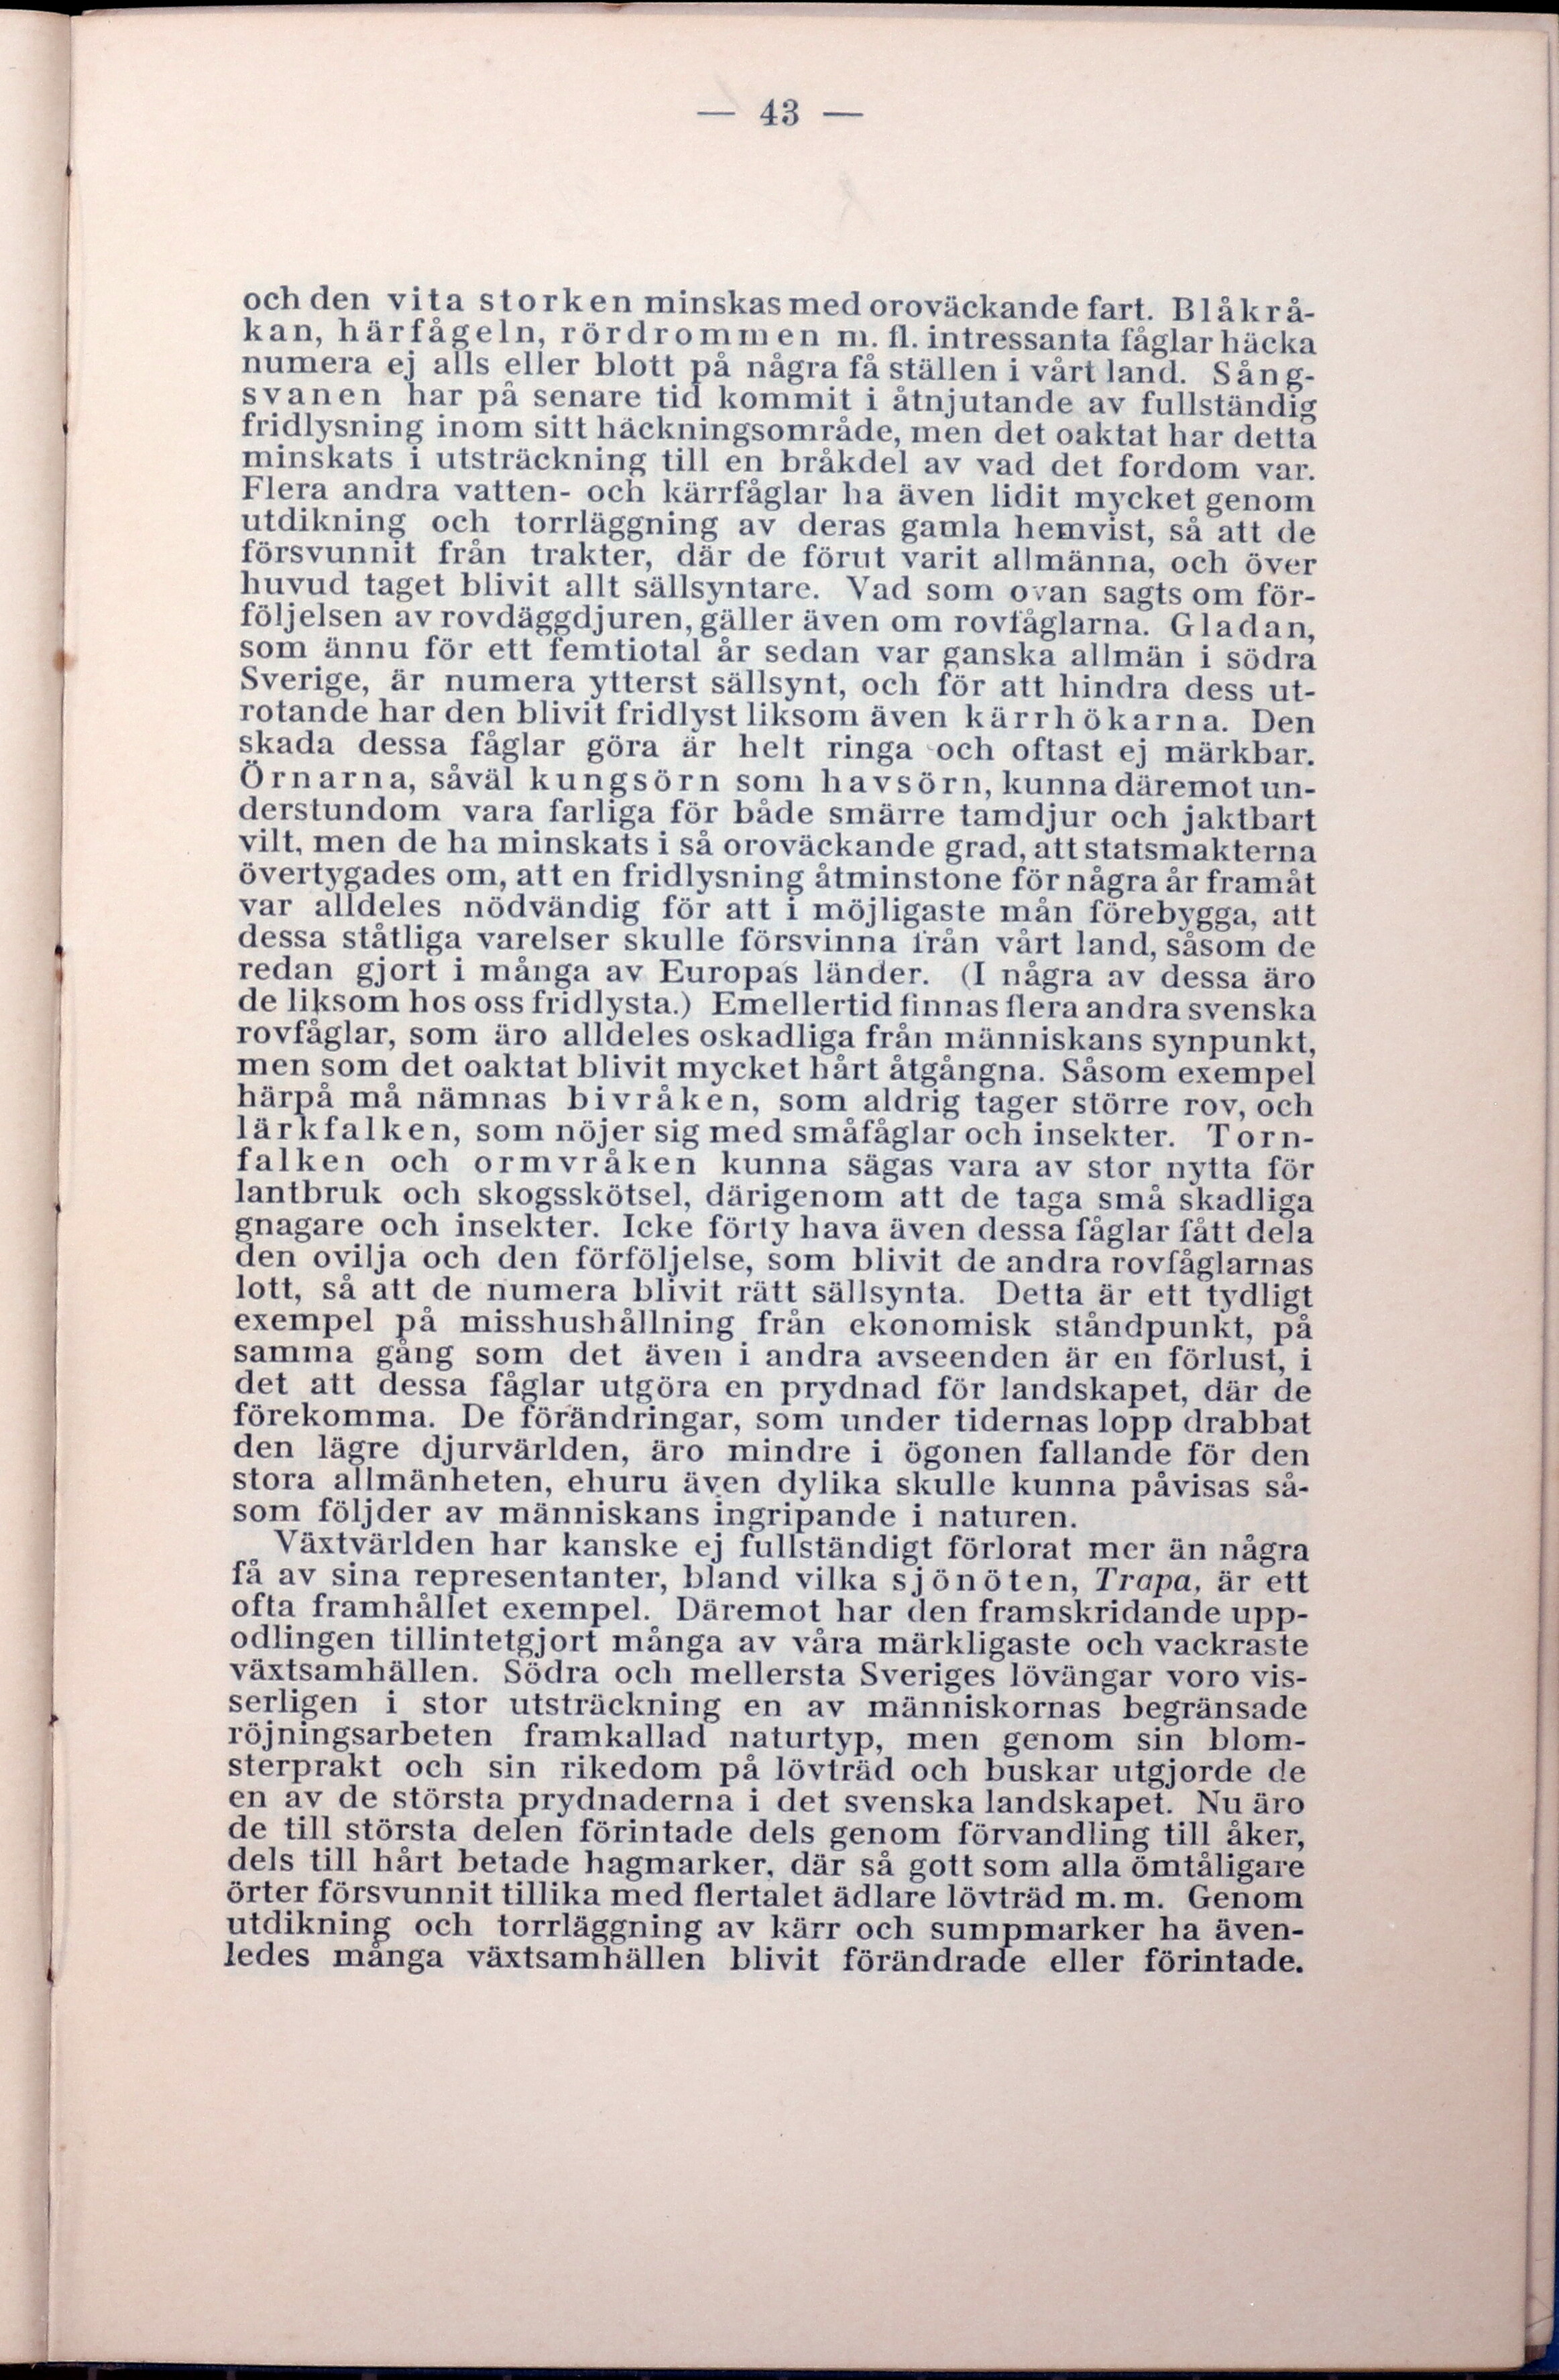 — 43 —
och den vita storken minskas med oroväckande fart. Blåkrå-
kan, härfågeln, rördrommen m. fl. intressanta fåglar häcka
numera ej alls eller blott på några få ställen i vårt land. Sång-
svanen har på senare tid kommit i åtnjutande av fullständig
fridlysning inom sitt häckningsområde, men det oaktat har detta
minskats i utsträckning till en bråkdel av vad det fordom var.
Flera andra vatten- och kärrfåglar ha även lidit mycket genom
utdikning och torrläggning av deras gamla hemvist, så att de
försvunnit från trakter, där de förut varit allmänna, och över
huvud taget blivit allt sällsyntare. Vad som ovan sagts om för-
följelsen av rovdäggdjuren, gäller även om rovfåglarna. Gladan,
som ännu för ett femtiotal år sedan var ganska allmän i södra
Sverige, är numera ytterst sällsynt, och för att hindra dess ut-
rotande har den blivit fridlyst liksom även kärrhökarna. Den
skada dessa fåglar göra är helt ringa och oftast ej märkbar.
Örnarna, såväl kungsörn som havsörn, kunna däremot un-
derstundom vara farliga för både smärre tamdjur och jaktbart
vilt, men de ha minskats i så oroväckande grad, att statsmakterna
övertygades om, att en fridlysning åtminstone för några år framåt
var alldeles nödvändig för att i möjligaste mån förebygga, att
dessa ståtliga varelser skulle försvinna från vårt land, såsom de
redan gjort i många av Europas länder. (I några av dessa äro
de liksom hos oss fridlysta.) Emellertid finnas flera andra svenska
rovfåglar, som äro alldeles oskadliga från människans synpunkt,
men som det oaktat blivit mycket hårt åtgångna. Såsom exempel
härpå må nämnas bivråken, som aldrig tager större rov, och
lärkfalken, som nöjer sig med småfåglar och insekter. Torn-
falken och ormvråken kunna sägas vara av stor nytta för
lantbruk och skogsskötsel, därigenom att de taga små skadliga
gnagare och insekter. Icke förty hava även dessa fåglar fått dela
den ovilja och den förföljelse, som blivit de andra rovfåglarnas
lott, så att de numera blivit rätt sällsynta. Detta är ett tydligt
exempel på misshushållning från ekonomisk ståndpunkt, på
samma gång som det även i andra avseenden är en förlust, i
det att dessa fåglar utgöra en prydnad för landskapet, där de
förekomma. De förändringar, som under tidernas lopp drabbat
den lägre djurvärlden, äro mindre i ögonen fallande för den
stora allmänheten, ehuru även dylika skulle kunna påvisas så-
som följder av människans ingripande i naturen.
Växtvärlden har kanske ej fullständigt förlorat mer än några
få av sina representanter, bland vilka sjönöten, Trapa, är ett
ofta framhållet exempel. Däremot har den framskridande upp-
odlingen tillintetgjort många av våra märkligaste och vackraste
växtsamhällen. Södra och mellersta Sveriges lövängar voro vis-
serligen i stor utsträckning en av människornas begränsade
röjningsarbeten framkallad naturtyp, men genom sin blom-
sterprakt och sin rikedom på lövträd och buskar utgjorde de
en av de största prydnaderna i det svenska landskapet. Nu äro
de till största delen förintade dels genom förvandling till åker,
dels till hårt betade hagmarker, där så gott som alla ömtåligare
örter försvunnit tillika med flertalet ädlare lövträd m. m. Genom
utdikning och torrläggning av kärr och sumpmarker ha även-
ledes många växtsamhällen blivit förändrade eller förintade.